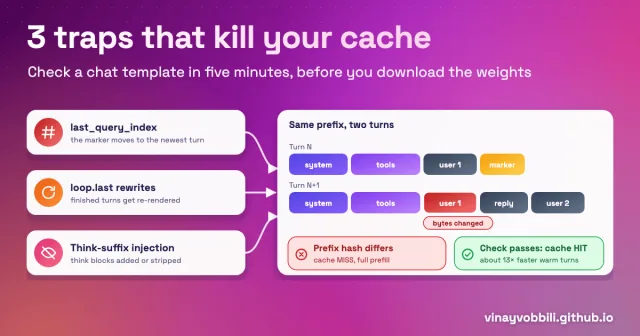 3 traps that kill your cache
Check a chat template in five minutes, before you download the weights
last_query_index
the marker moves to the newest turn
loop.last rewrites
finished turns get re-rendered
Think-suffix injection
think blocks added or stripped
Same prefix, two turns
Turn N
system tools user 1 marker
Turn N+1
system tools user 1 reply user 2
bytes changed
Prefix hash differs
cache MISS, full prefill
Check passes: cache HIT
about 13× faster warm turns
vinayvobbili.github.io